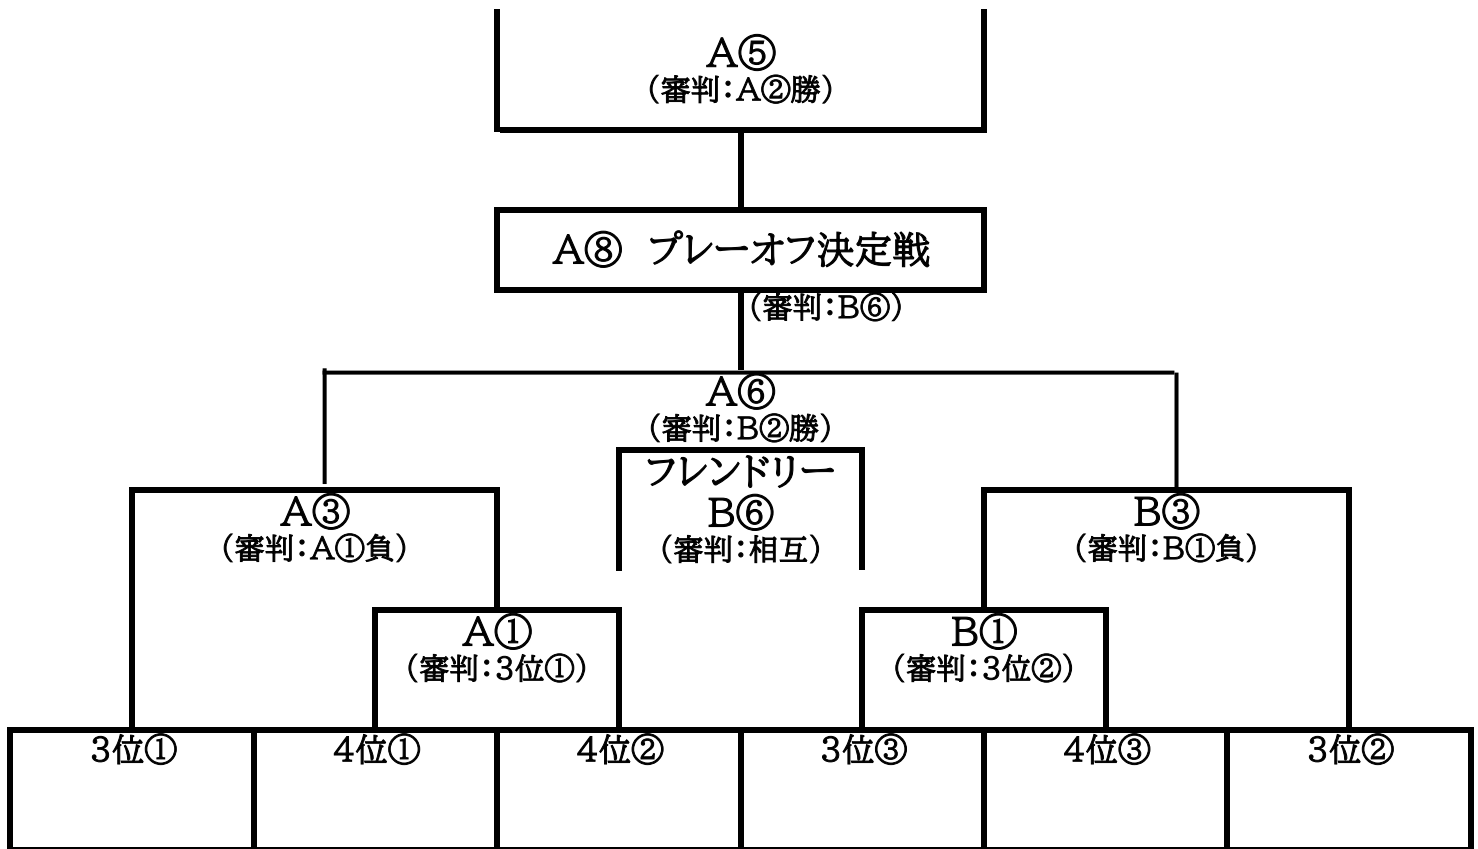 A⑤
（審判：A②勝）
A⑧　プレーオフ決定戦
（審判：B⑥）
A⑥
（審判：B②勝）
フレンドリー
B⑥
（審判：相互）
A③
（審判：A①負）
B③
（審判：B①負）
A①
（審判：3位①）
B①
（審判：3位②）
3位①
4位①
4位②
3位③
4位③
3位②